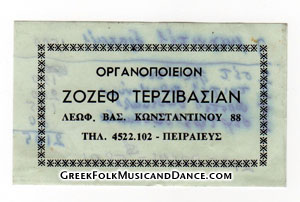 ΟΡΓΑΝΟΠΟΙΕΙΟΝ
ΖΟΖΕΦ ΤΕΡΖΙΒΑΣΙΑΝ
ΛΕΩΦ. ΒΑΣ. ΚΩΝΣΤΑΝΤΙΝΟΥ 88
ΤΗΛ. 4522.102 - ΠΕΙΡΑΙΕΥΣ
GREEKFOLKMUSICANDDANCE.COM